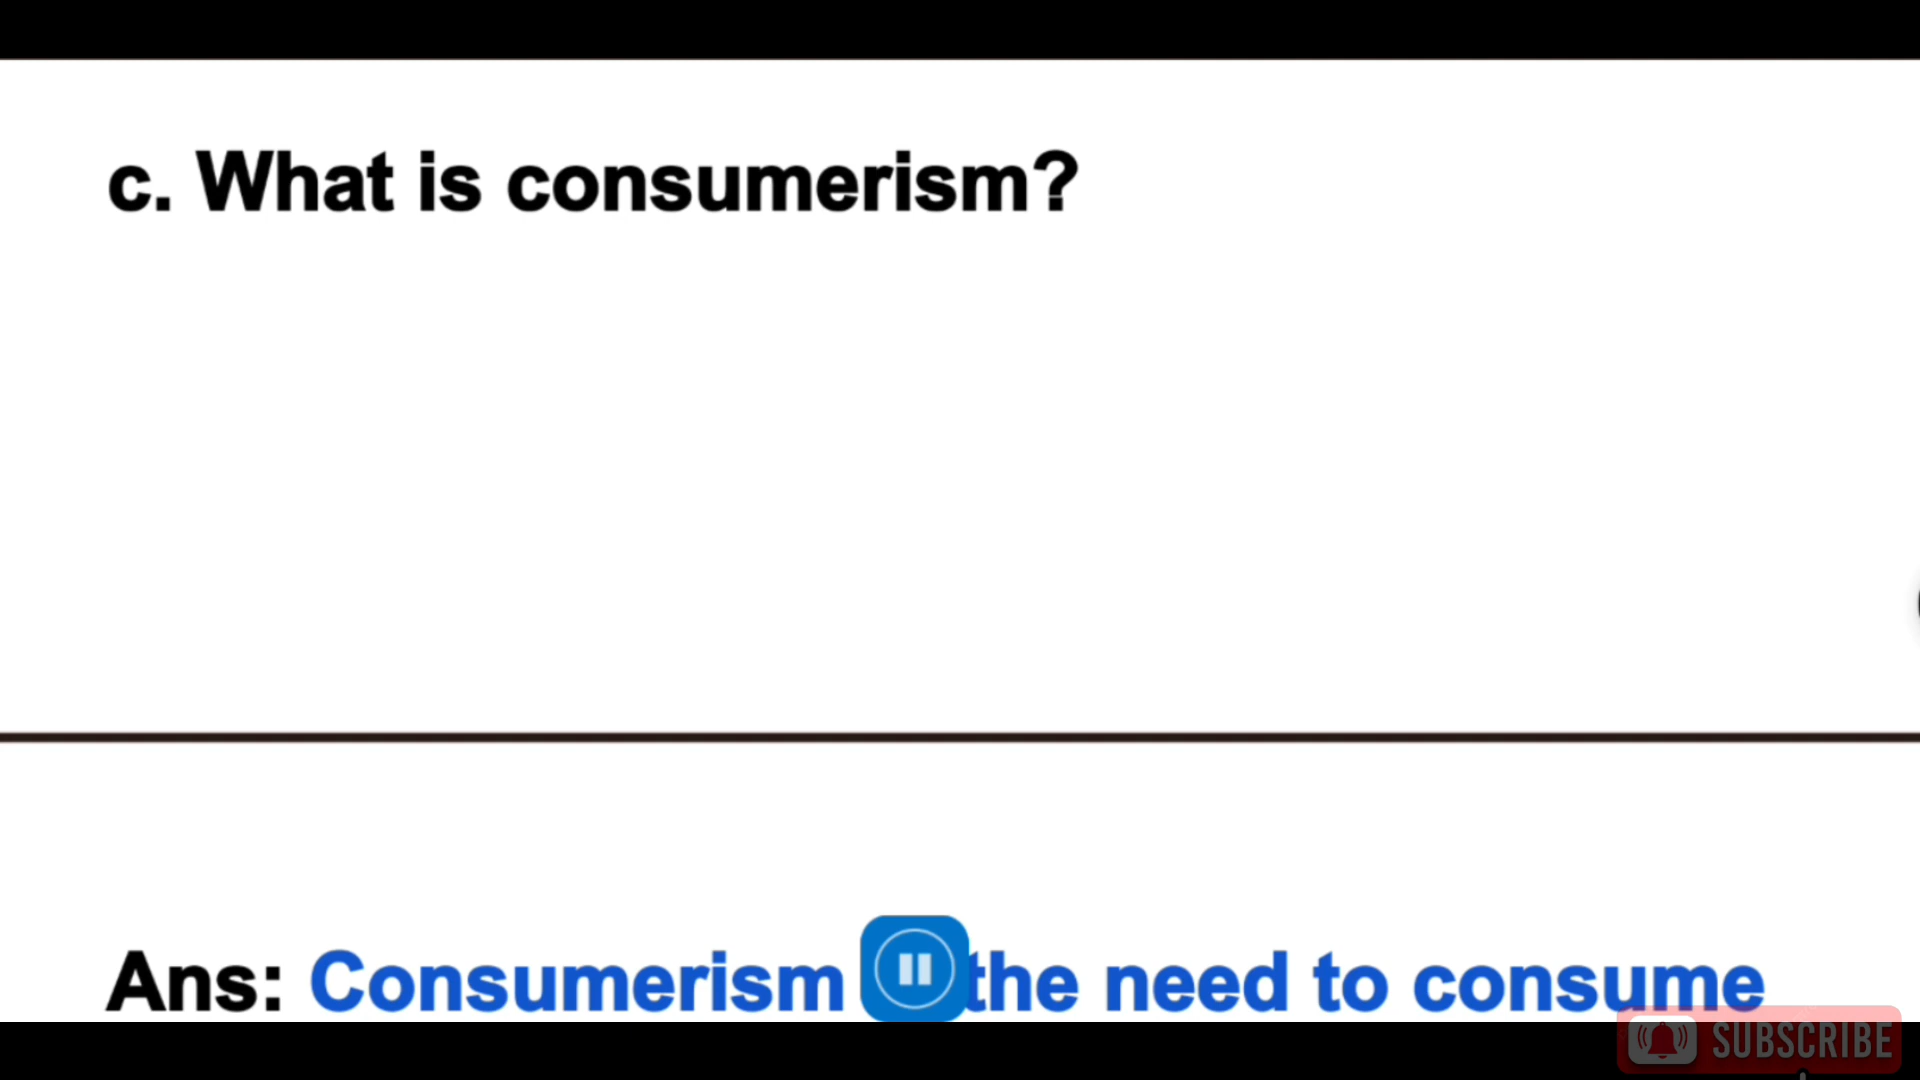 c. What is consumerism?
Ans: Consumerism the need to consume
SUBSCRIBE